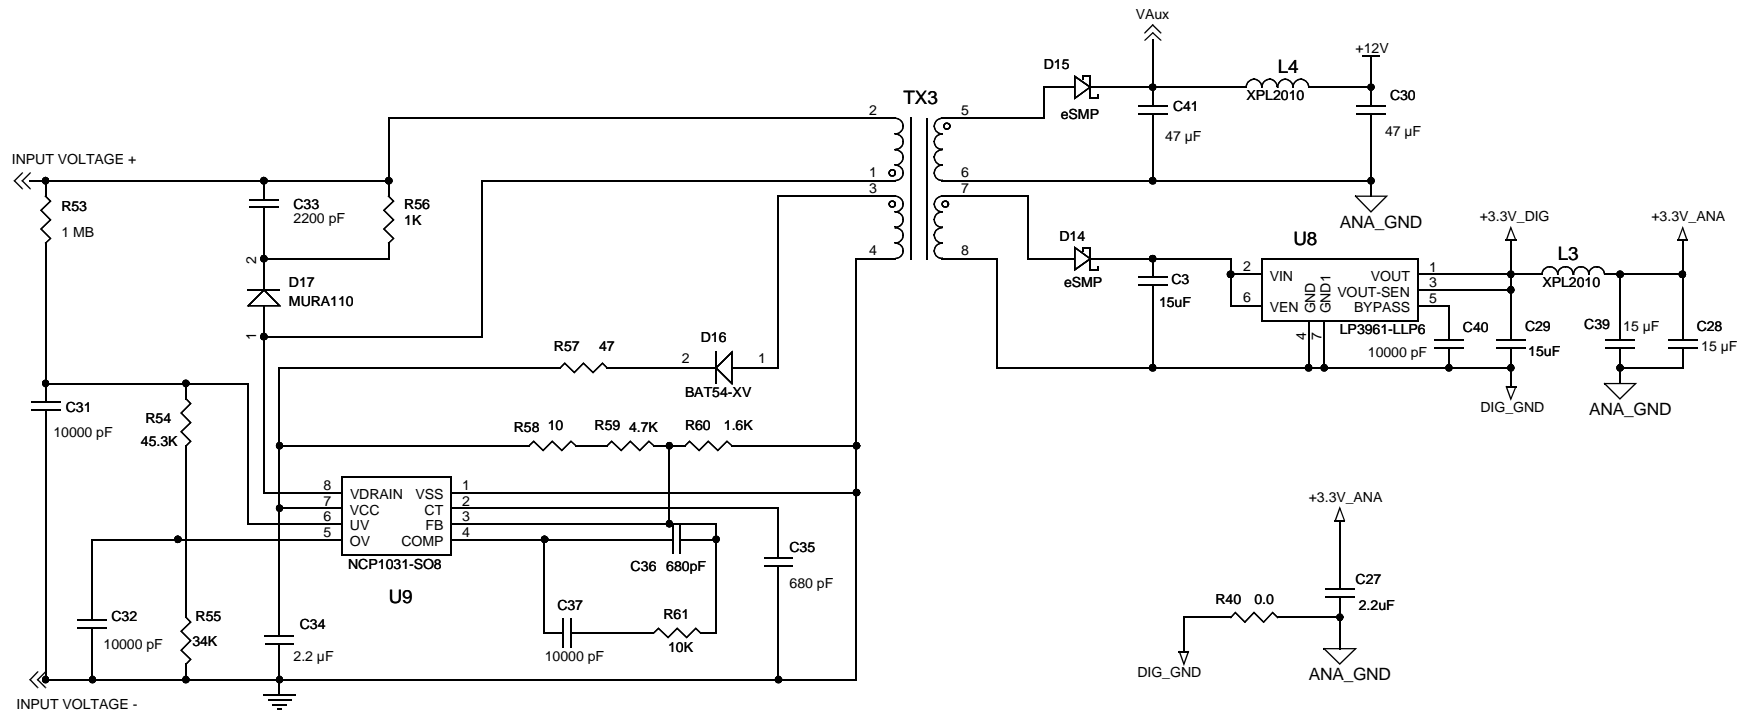 VAux
+12V
D15
eSMP
L4
XPL2010
C41
47 µF
C30
47 µF
TX3
2
1
3
4
5
6
7
8
ANA_GND
INPUT VOLTAGE +
R53
1 MB
C33
2200 pF
R56
1K
2
D17
MURA110
1
D14
eSMP
C3
15uF
U8
2
VIN
6
VEN
GND
GND1
4
7
VOUT
1
VOUT-SEN
3
BYPASS
5
LP3961-LLP6
+3.3V_DIG
+3.3V_ANA
L3
XPL2010
C40
10000 pF
C29
15uF
C39
15 µF
C28
15 µF
DIG_GND
ANA_GND
R57 47
D16
2
1
BAT54-XV
C31
10000 pF
R54
45.3K
R58 10
R59 4.7K
R60 1.6K
8
VDRAIN
VSS
1
7
VCC
CT
2
6
UV
FB
3
5
OV
COMP
4
NCP1031-SO8
U9
C36 680pF
C35
680 pF
C32
10000 pF
R55
34K
C34
2.2 µF
C37
10000 pF
R61
10K
INPUT VOLTAGE -
+3.3V_ANA
R40 0.0
C27
2.2uF
DIG_GND
ANA_GND